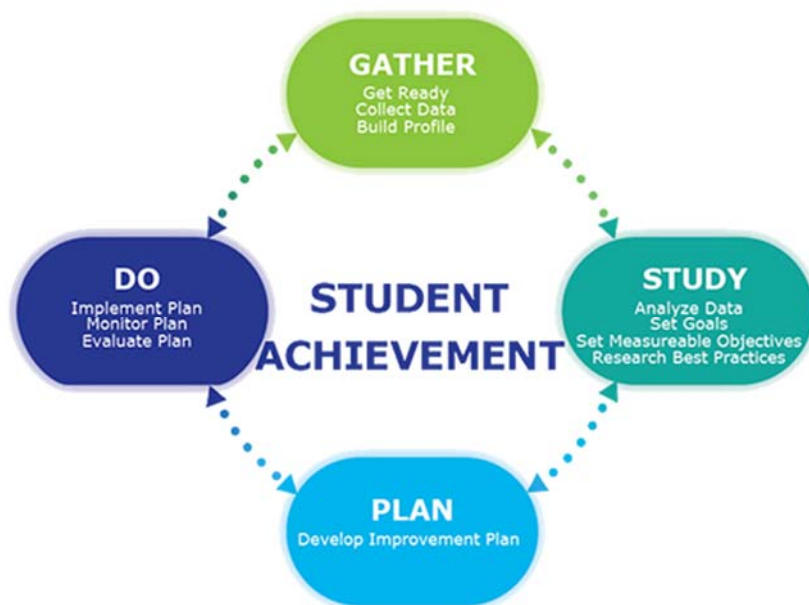 GATHER
Get Ready
Collect Data
Build Profile
DO
Implement Plan
Monitor Plan
Evaluate Plan
STUDENT
ACHIEVEMENT
STUDY
Analyze Data
Set Goals
Set Measureable Objectives
Research Best Practices
PLAN
Develop Improvement Plan